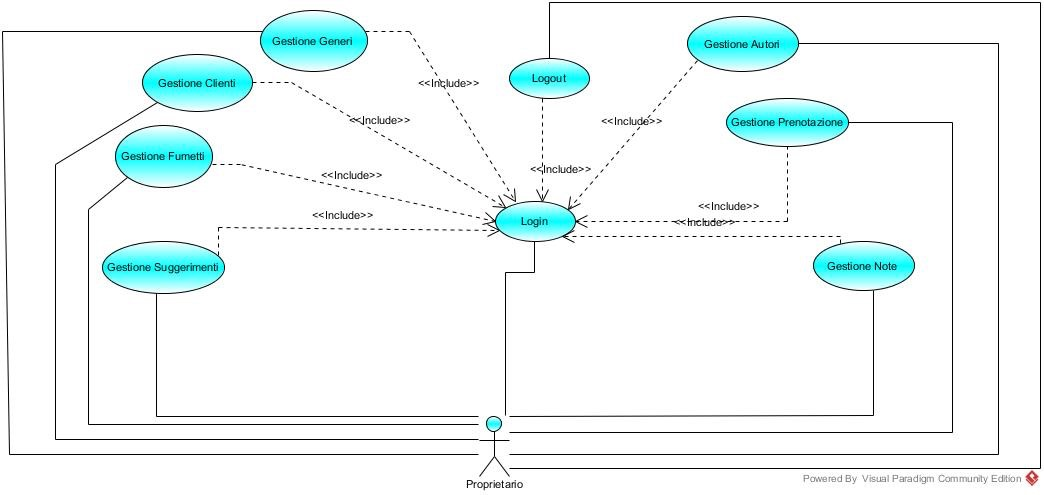 Gestione Generi
Gestione Autori
Logout
Gestione Clienti
<<Include>>
<<Include>>
<<Include>>
Gestione Prenotazione
Gestione Fumetti
<<Include>>
<<Include>>
<<Include>>
<<Include>>
Login
<<Include>>
Gestione Suggerimenti
Gestione Note
Proprietario
Powered By Visual Paradigm Community Edition